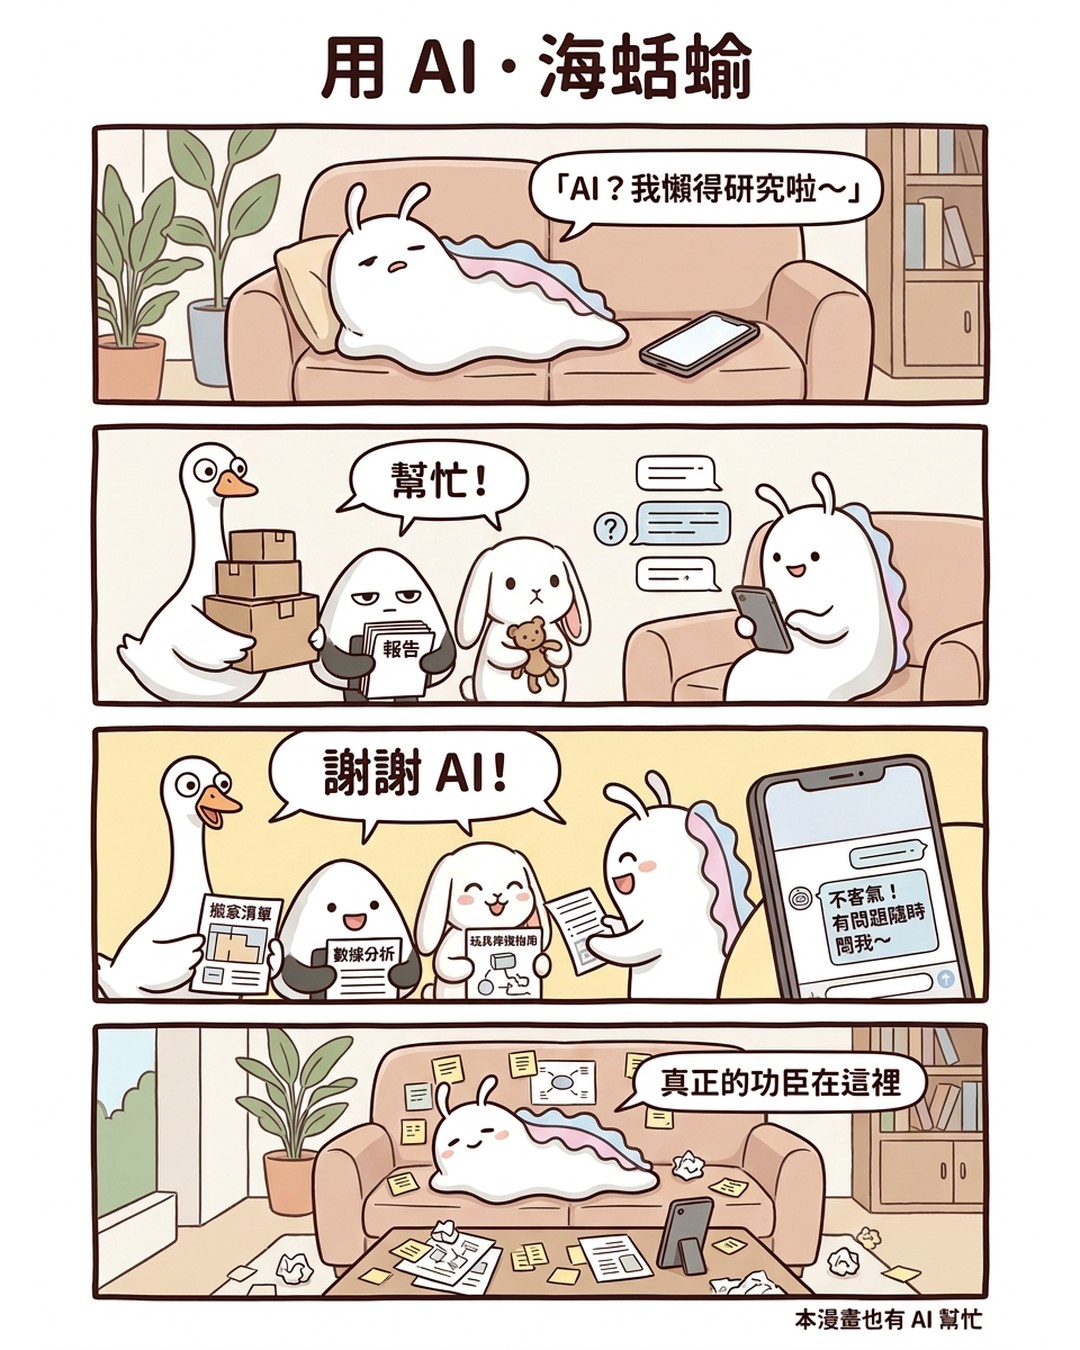 用 AI · 海蛞蝓
「AI？我懶得研究啦～」
幫忙！
報告
謝謝 AI！
搬家清單
數據分析
不客氣！
有問題隨時
問我～
真正的功臣在這裡
本漫畫也有 AI 幫忙